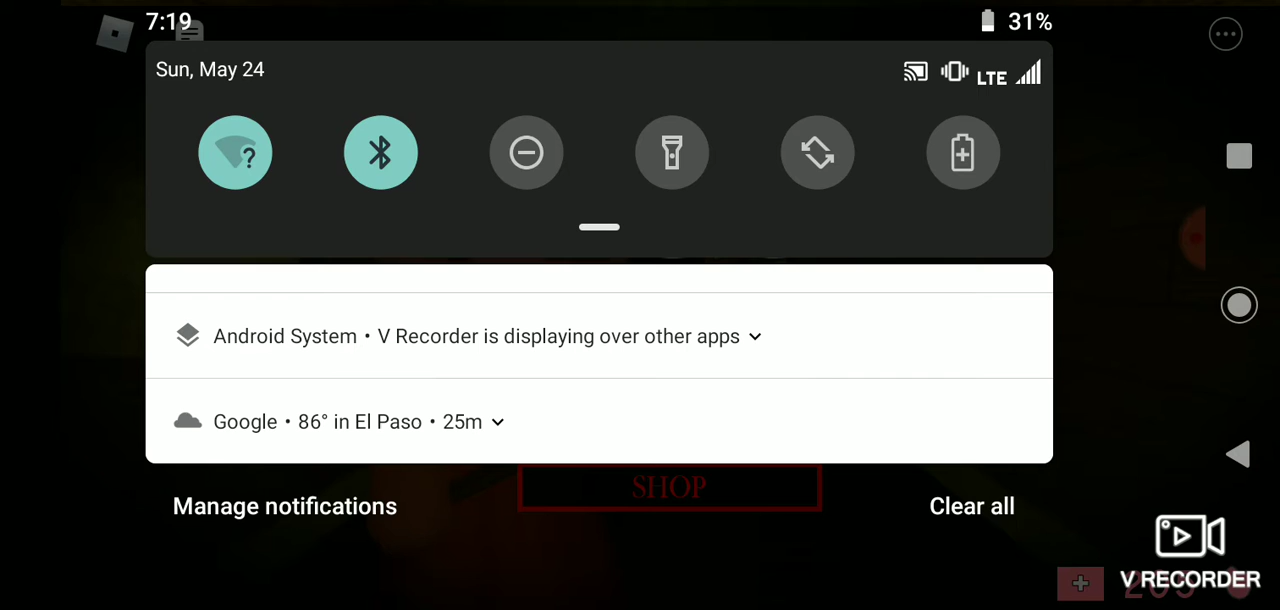 7:19
31%
Sun, May 24
LTE
?
Android System • V Recorder is displaying over other apps
Google • 86° in El Paso • 25m
SHOP
Manage notifications
Clear all
V RECORDER